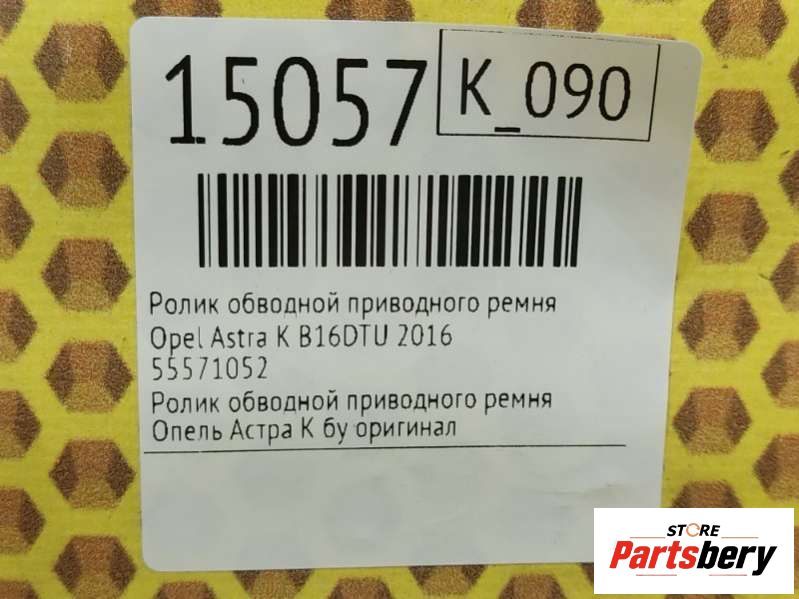 15057
K_090
Ролик обводной приводного ремня
Opel Astra K B16DTU 2016
55571052
Ролик обводной приводного ремня
Опель Астра К бу оригинал
STORE
Partsbery